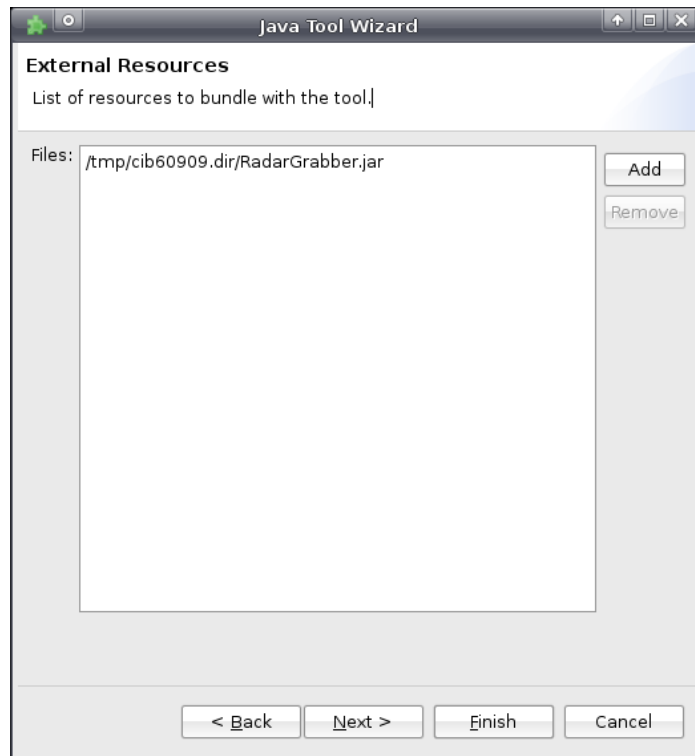 Java Tool Wizard
External Resources
List of resources to bundle with the tool.
Files:
/tmp/cib60909.dir/RadarGrabber.jar
Add
Remove
< Back
Next >
Finish
Cancel